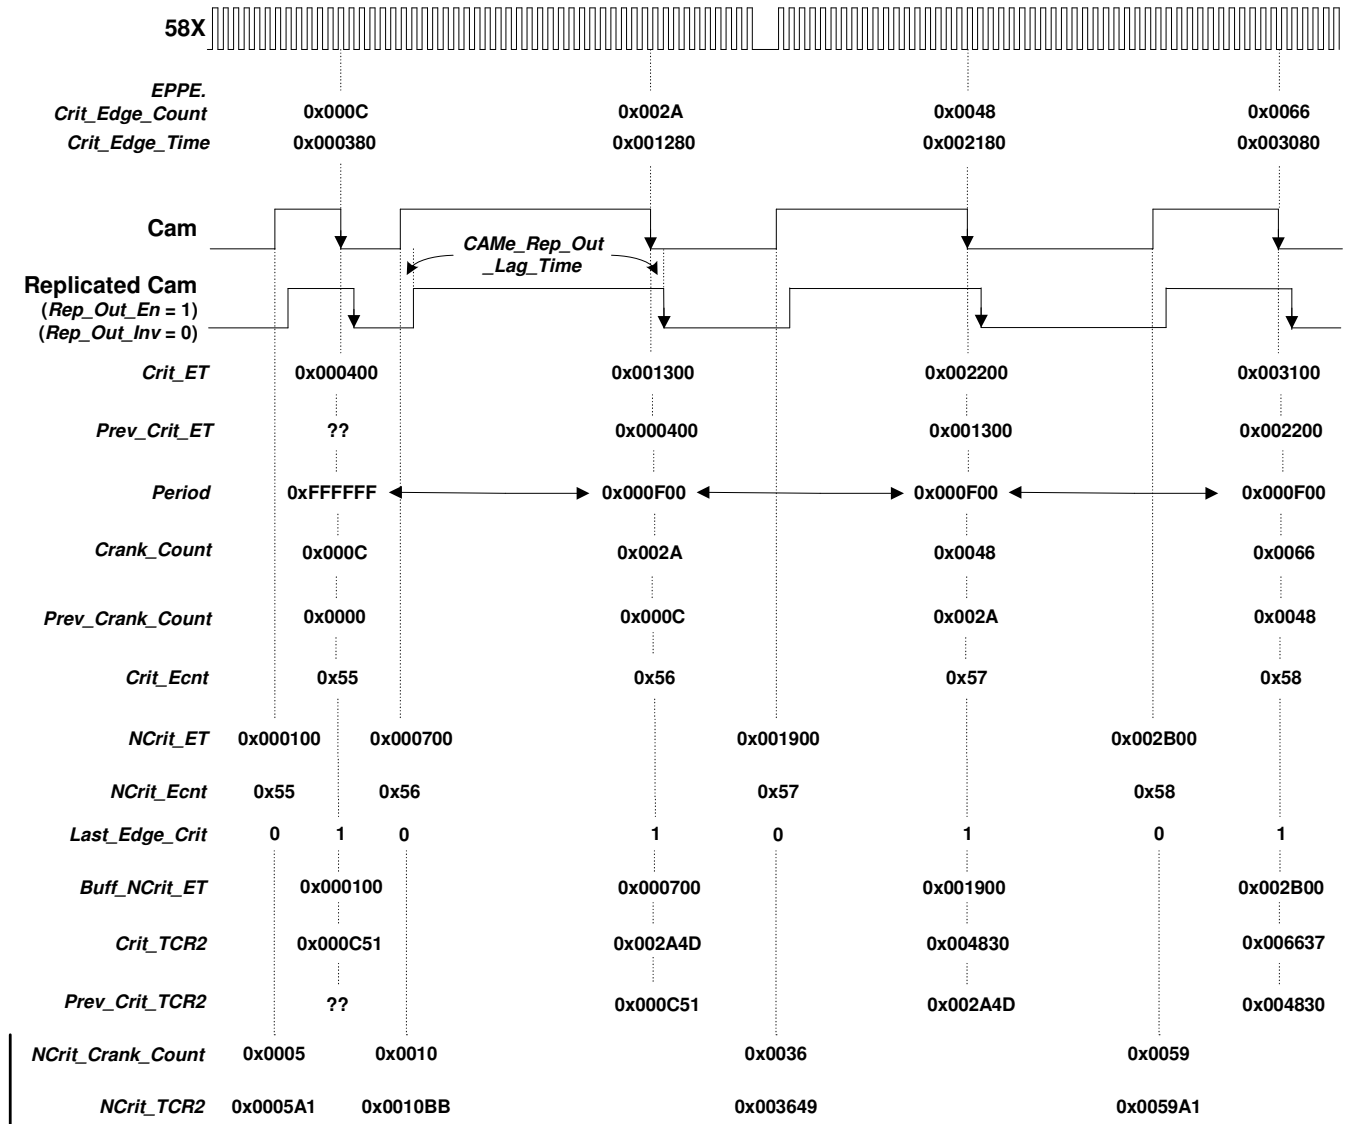 58X
EPPE.
Crit_Edge_Count 0x000C 0x002A 0x0048 0x0066
Crit_Edge_Time 0x000380 0x001280 0x002180 0x003080
Cam
CAMe_Rep_Out
_Lag_Time
Replicated Cam
(Rep_Out_En = 1)
(Rep_Out_Inv = 0)
Crit_ET 0x000400 0x001300 0x002200 0x003100
Prev_Crit_ET ?? 0x000400 0x001300 0x002200
Period 0xFFFFFF 0x000F00 0x000F00 0x000F00
Crank_Count 0x000C 0x002A 0x0048 0x0066
Prev_Crank_Count 0x0000 0x000C 0x002A 0x0048
Crit_Ecnt 0x55 0x56 0x57 0x58
NCrit_ET 0x000100 0x000700 0x001900 0x002B00
NCrit_Ecnt 0x55 0x56 0x57 0x58
Last_Edge_Crit 0 1 0 1 0 1 0 1
Buff_NCrit_ET 0x000100 0x000700 0x001900 0x002B00
Crit_TCR2 0x000C51 0x002A4D 0x004830 0x006637
Prev_Crit_TCR2 ?? 0x000C51 0x002A4D 0x004830
NCrit_Crank_Count 0x0005 0x0010 0x0036 0x0059
NCrit_TCR2 0x0005A1 0x0010BB 0x003649 0x0059A1